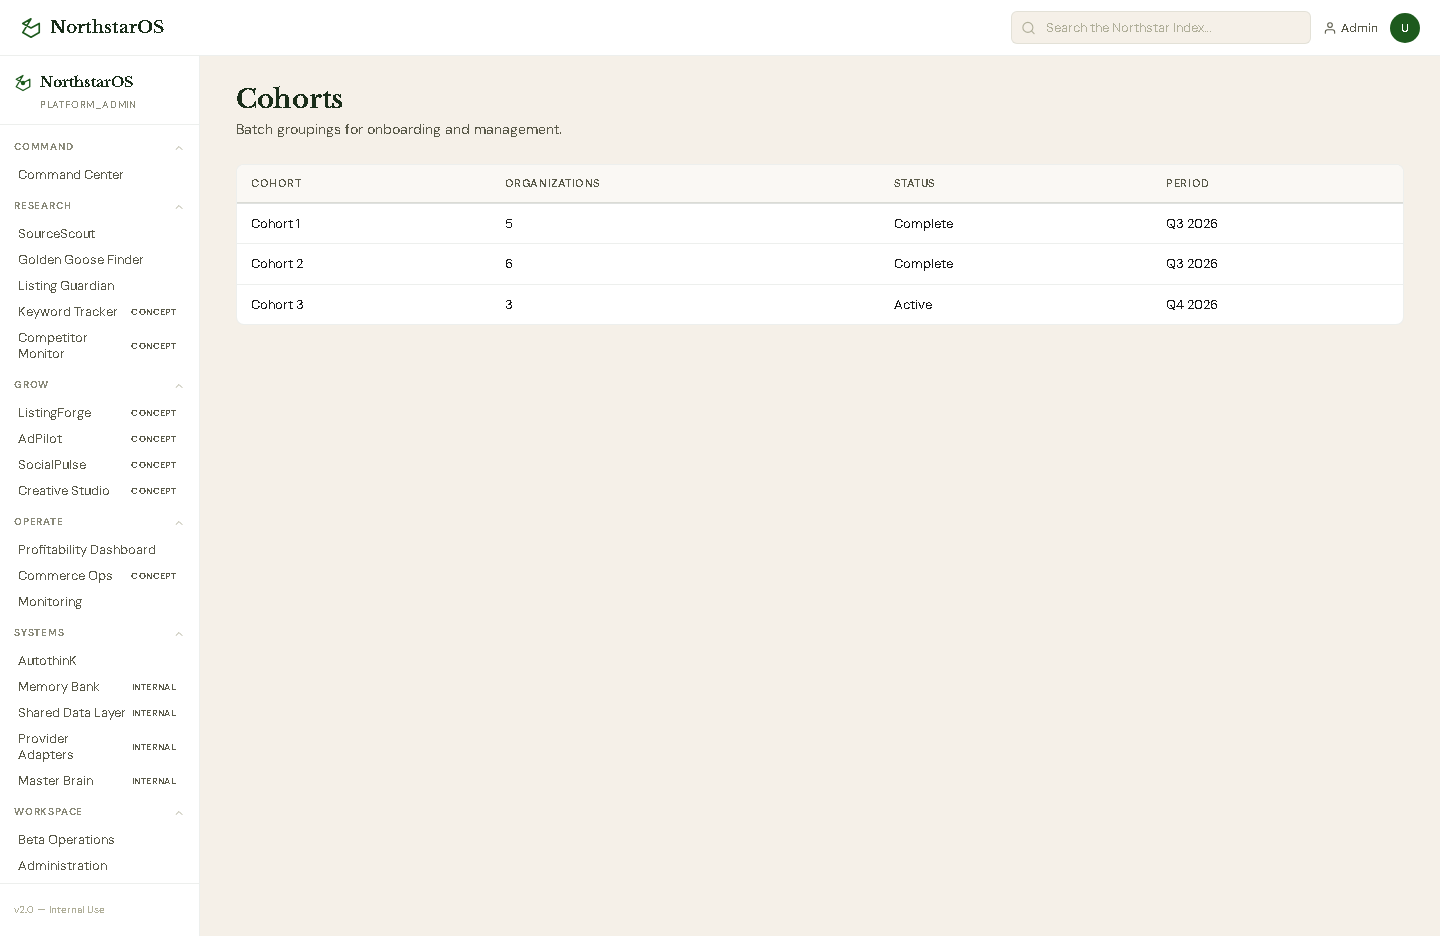 NorthstarOS
Search the Northstar Index...
Admin
U
NorthstarOS
PLATFORM_ADMIN
COMMAND
Command Center
RESEARCH
SourceScout
Golden Goose Finder
Listing Guardian
Keyword Tracker CONCEPT
Competitor
Monitor
CONCEPT
GROW
ListingForge CONCEPT
AdPilot CONCEPT
SocialPulse CONCEPT
Creative Studio CONCEPT
OPERATE
Profitability Dashboard
Commerce Ops CONCEPT
Monitoring
SYSTEMS
AutothinK
Memory Bank INTERNAL
Shared Data Layer INTERNAL
Provider
Adapters
INTERNAL
Master Brain INTERNAL
WORKSPACE
Beta Operations
Administration
v2.0 — Internal Use
Cohorts
Batch groupings for onboarding and management.
COHORT ORGANIZATIONS STATUS PERIOD
Cohort 1 5 Complete Q3 2026
Cohort 2 6 Complete Q3 2026
Cohort 3 3 Active Q4 2026